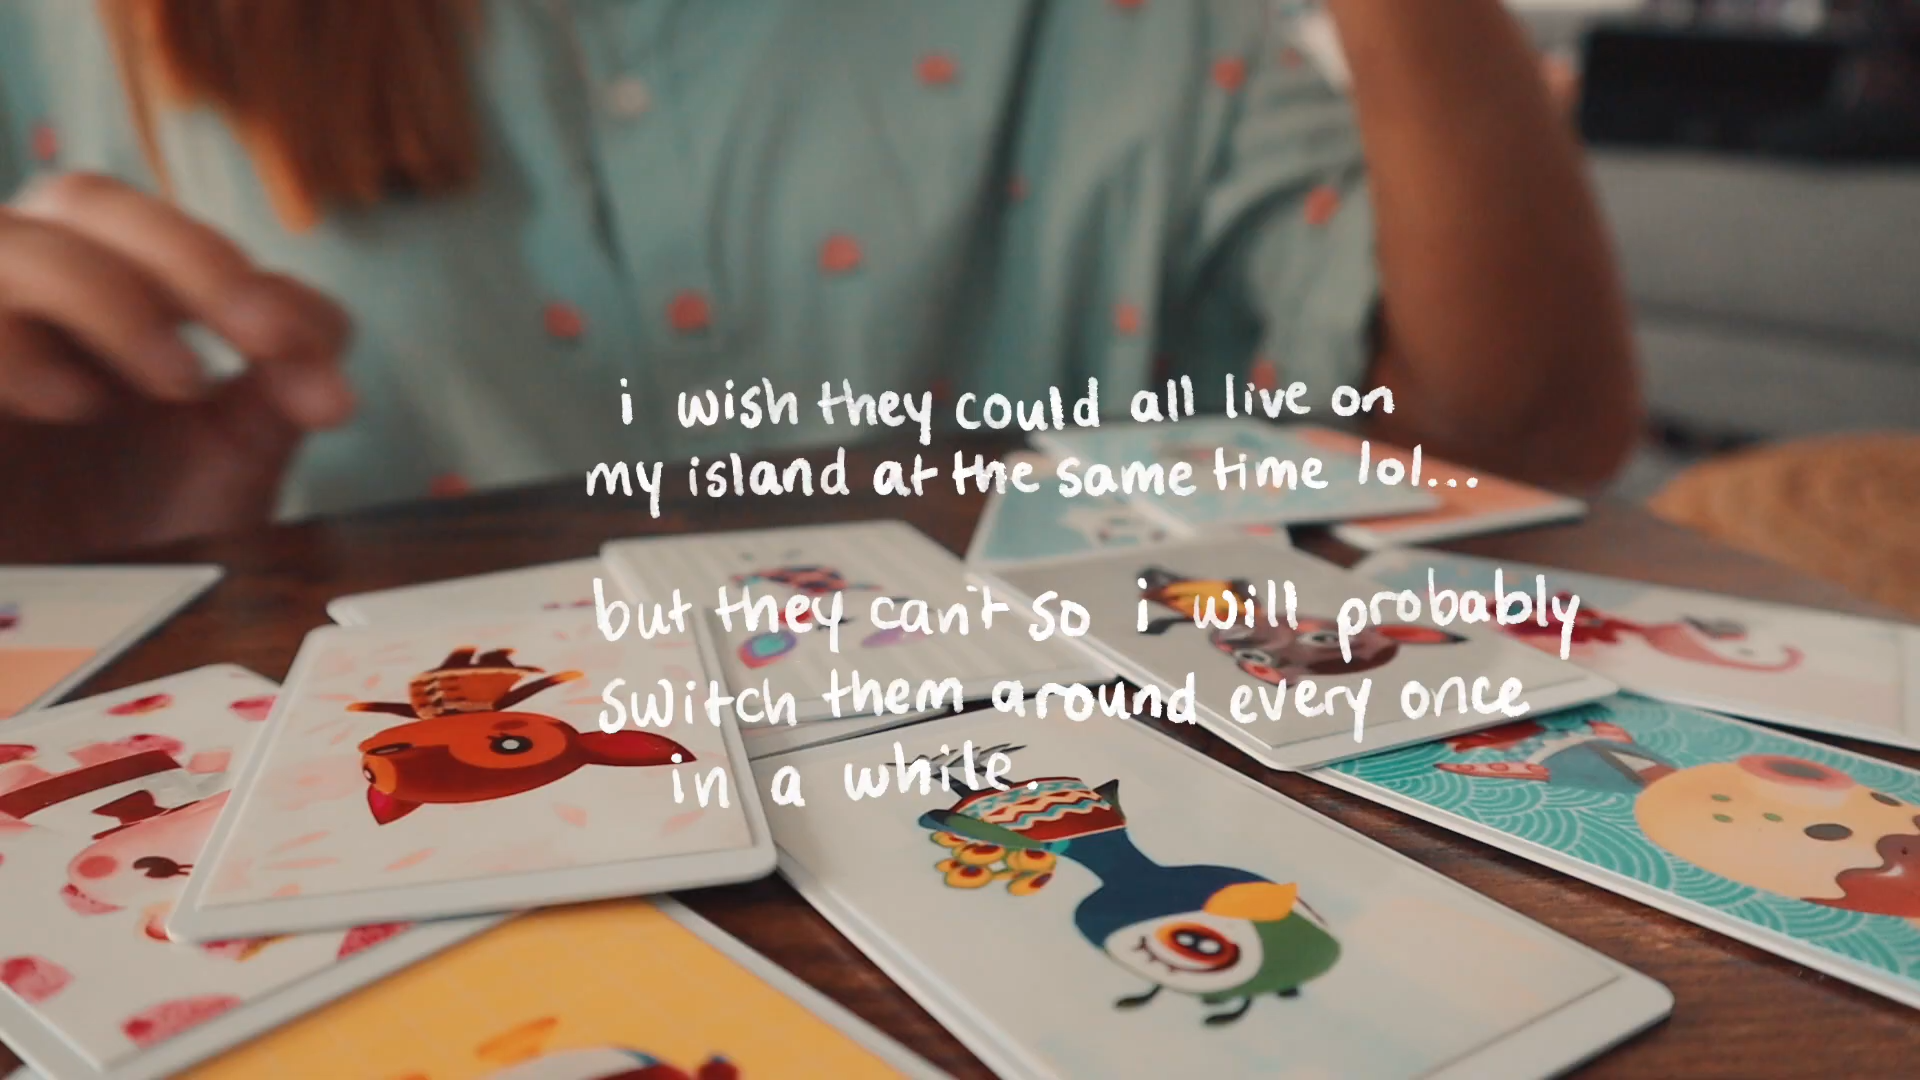 i wish they could all live on
my island at the same time lol...
but they can't so i will probably
switch them around every once
in a while.